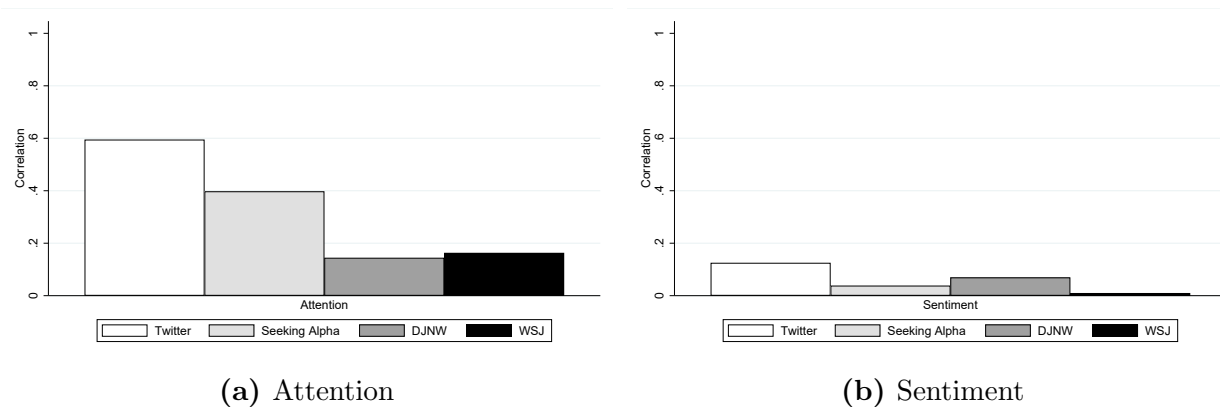 Correlation
1
.8
.6
.4
.2
0
Attention
Twitter Seeking Alpha DJNW WSJ
(a) Attention
Correlation
1
.8
.6
.4
.2
0
Sentiment
Twitter Seeking Alpha DJNW WSJ
(b) Sentiment